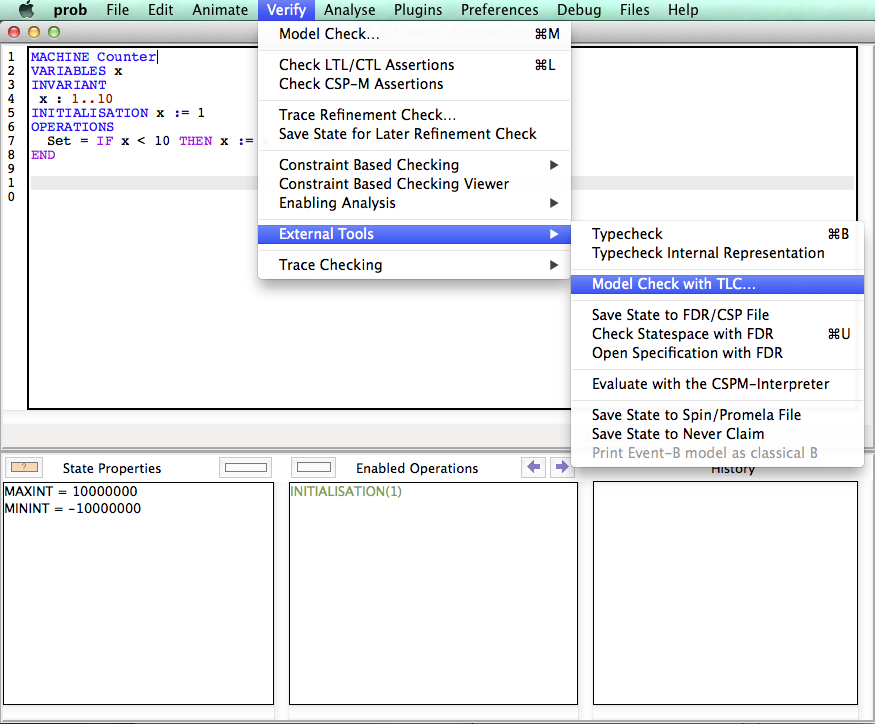 prob File Edit Animate Verify Analyse Plugins Preferences Debug Files Help
1 MACHINE Counter
2 VARIABLES x
3 INVARIANT
4 x : 1..10
5 INITIALISATION x := 1
6 OPERATIONS
7 Set = IF x < 10 THEN x :=
8 END
9
1
0
Model Check... ⌘M
Check LTL/CTL Assertions ⌘L
Check CSP-M Assertions
Trace Refinement Check...
Save State for Later Refinement Check
Constraint Based Checking ▶
Constraint Based Checking Viewer
Enabling Analysis ▶
External Tools ▶
Trace Checking ▶
Typecheck ⌘B
Typecheck Internal Representation
Model Check with TLC...
Save State to FDR/CSP File
Check Statespace with FDR ⌘U
Open Specification with FDR
Evaluate with the CSPM-Interpreter
Save State to Spin/Promela File
Save State to Never Claim
Print Event-B model as classical B
? State Properties
MAXINT = 10000000
MININT = -10000000
Enabled Operations
INITIALISATION(1)
History